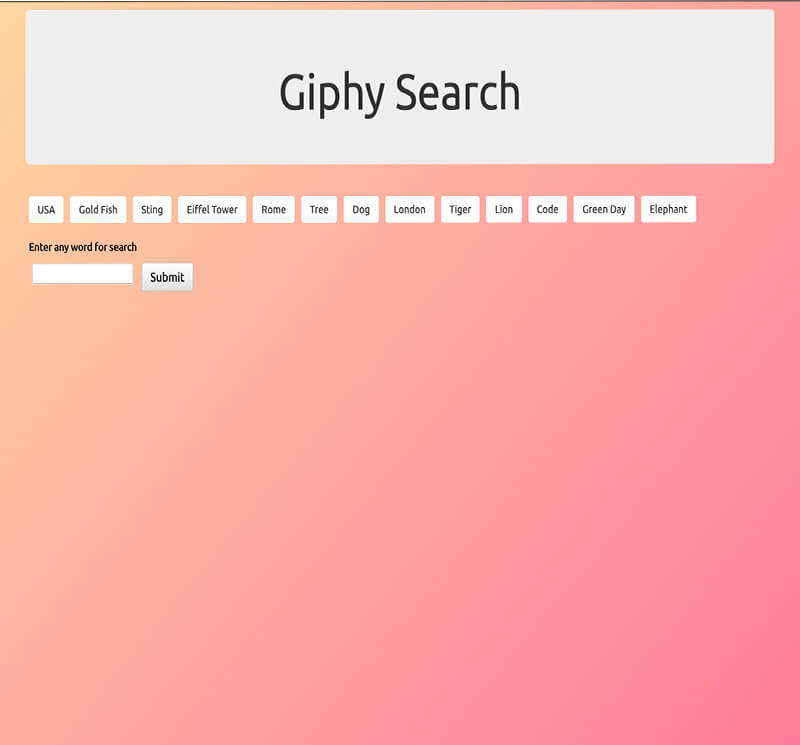 Giphy Search
USA Gold Fish Sting Eiffel Tower Rome Tree Dog London Tiger Lion Code Green Day Elephant
Enter any word for search
Submit